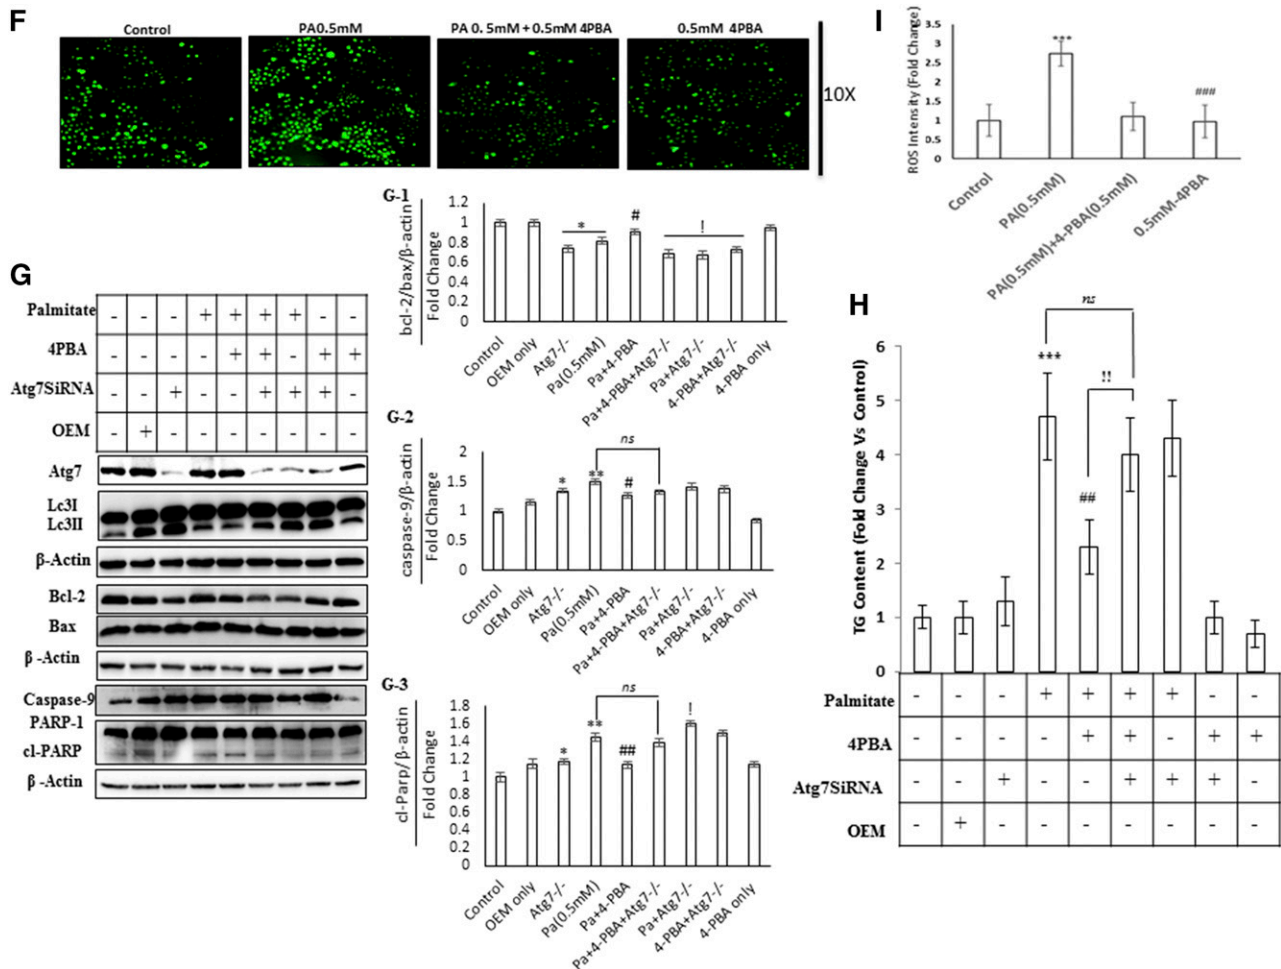 F
Control
PA0.5mM
PA 0. 5mM + 0.5mM 4PBA
0.5mM 4PBA
10X
I
ROS Intensity (Fold Change)
3.5
3
2.5
2
1.5
1
0.5
0
***
###
Control
PA(0.5mM)
PA(0.5mM)+4-PBA(0.5mM)
0.5mM-4PBA
G
Palmitate - - - + + + + - -
4PBA - - - - + + - + +
Atg7SiRNA - - + - - + + + -
OEM - + - - - - - - -
Atg7
Lc3I
Lc3II
β-Actin
Bcl-2
Bax
β -Actin
Caspase-9
PARP-1
cl-PARP
β -Actin
G-1
bcl-2/bax/β-actin
Fold Change
1.2
1
0.8
0.6
0.4
0.2
0
*
#
!
Control
OEM only
Atg7-/-
Pa(0.5mM)
Pa+4-PBA
Pa+4-PBA+Atg7-/-
Pa+Atg7-/-
4-PBA+Atg7-/-
4-PBA only
G-2
caspase-9/β-actin
Fold Change
2
1.5
1
0.5
0
*
**
#
ns
Control
OEM only
Atg7-/-
Pa(0.5mM)
Pa+4-PBA
Pa+4-PBA+Atg7-/-
Pa+Atg7-/-
4-PBA+Atg7-/-
4-PBA only
G-3
cl-Parp/β-actin
Fold Change
1.8
1.6
1.4
1.2
1
0.8
0.6
0.4
0.2
0
*
**
##
ns
!
Control
OEM only
Atg7-/-
Pa(0.5mM)
Pa+4-PBA
Pa+4-PBA+Atg7-/-
Pa+Atg7-/-
4-PBA+Atg7-/-
4-PBA only
H
TG Content (Fold Change Vs Control)
6
5
4
3
2
1
0
***
##
!!
ns
Palmitate - - - + + + + - -
4PBA - - - - + + - + +
Atg7SiRNA - - + - - + + + -
OEM - + - - - - - - -